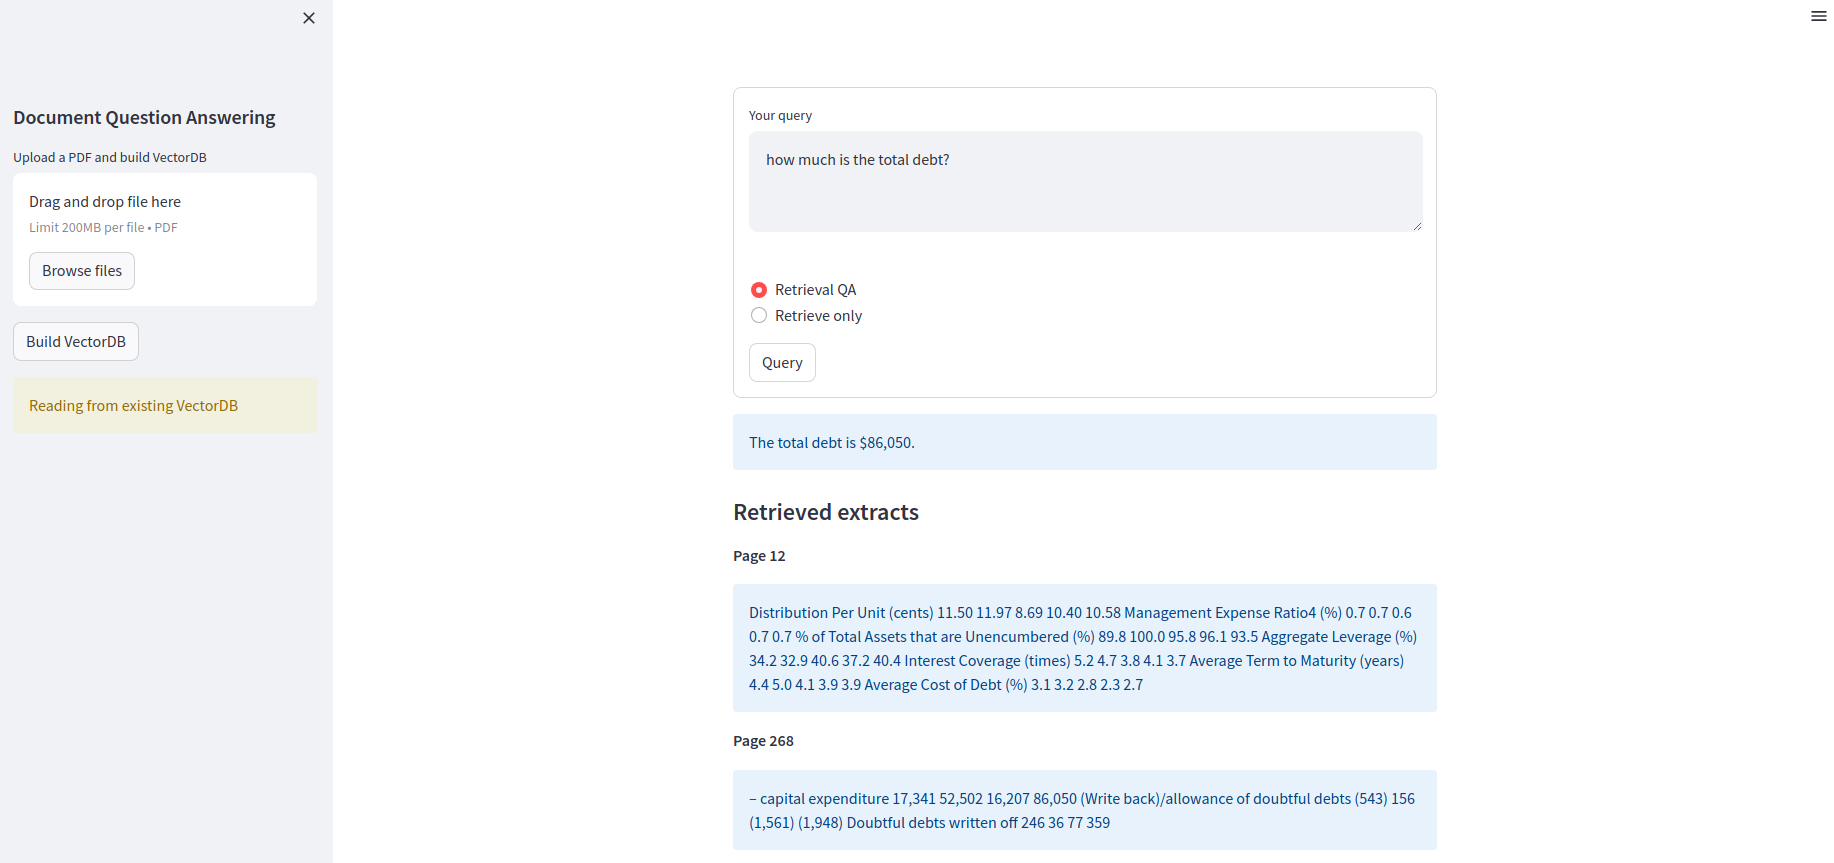 Document Question Answering
Upload a PDF and build VectorDB
Drag and drop file here
Limit 200MB per file • PDF
Browse files
Build VectorDB
Reading from existing VectorDB
Your query
how much is the total debt?
Retrieval QA
Retrieve only
Query
The total debt is $86,050.
Retrieved extracts
Page 12
Distribution Per Unit (cents) 11.50 11.97 8.69 10.40 10.58 Management Expense Ratio4 (%) 0.7 0.7 0.6
0.7 0.7 % of Total Assets that are Unencumbered (%) 89.8 100.0 95.8 96.1 93.5 Aggregate Leverage (%)
34.2 32.9 40.6 37.2 40.4 Interest Coverage (times) 5.2 4.7 3.8 4.1 3.7 Average Term to Maturity (years)
4.4 5.0 4.1 3.9 3.9 Average Cost of Debt (%) 3.1 3.2 2.8 2.3 2.7
Page 268
– capital expenditure 17,341 52,502 16,207 86,050 (Write back)/allowance of doubtful debts (543) 156
(1,561) (1,948) Doubtful debts written off 246 36 77 359